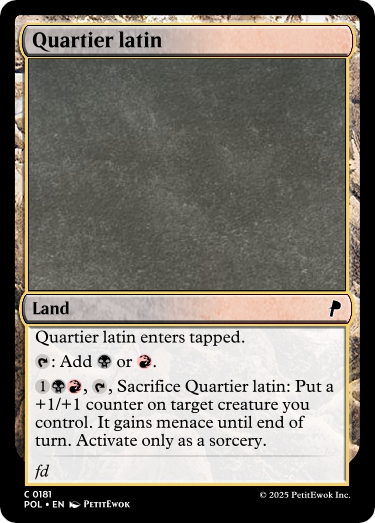 Quartier latin
Land
Quartier latin enters tapped.
: Add or .
1, , Sacrifice Quartier latin: Put a
+1/+1 counter on target creature you
control. It gains menace until end of
turn. Activate only as a sorcery.
fd
C 0181
POL • EN PetitEwok
© 2025 PetitEwok Inc.